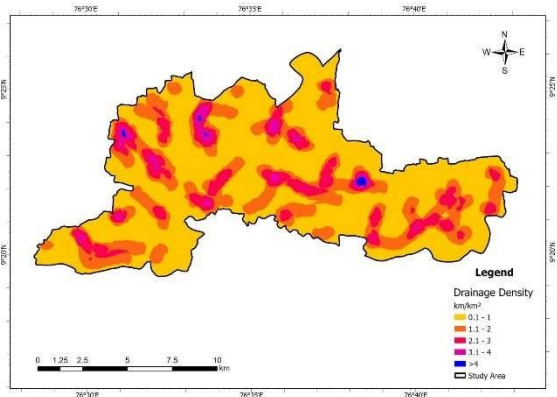 76°30'E 76°35'E 76°40'E
N
W E
S
9°25'N 9°25'N
9°20'N 9°20'N
Legend
Drainage Density
km/km²
0.1 - 1
1.1 - 2
2.1 - 3
3.1 - 4
>4
Study Area
0 1.25 2.5 5 7.5 10
km
76°30'E 76°35'E 76°40'E